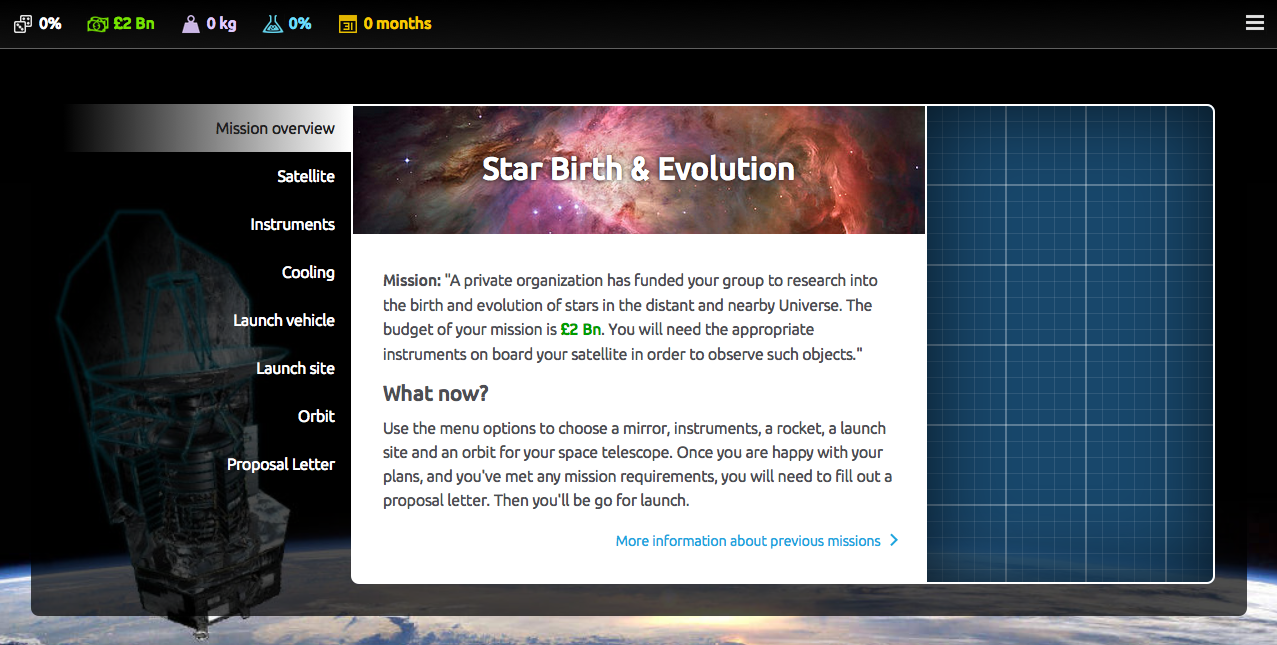 0% £2 Bn 0 kg 0% 31 0 months
Mission overview
Satellite
Instruments
Cooling
Launch vehicle
Launch site
Orbit
Proposal Letter
Star Birth & Evolution
Mission: "A private organization has funded your group to research into
the birth and evolution of stars in the distant and nearby Universe. The
budget of your mission is £2 Bn. You will need the appropriate
instruments on board your satellite in order to observe such objects."
What now?
Use the menu options to choose a mirror, instruments, a rocket, a launch
site and an orbit for your space telescope. Once you are happy with your
plans, and you've met any mission requirements, you will need to fill out a
proposal letter. Then you'll be go for launch.
More information about previous missions